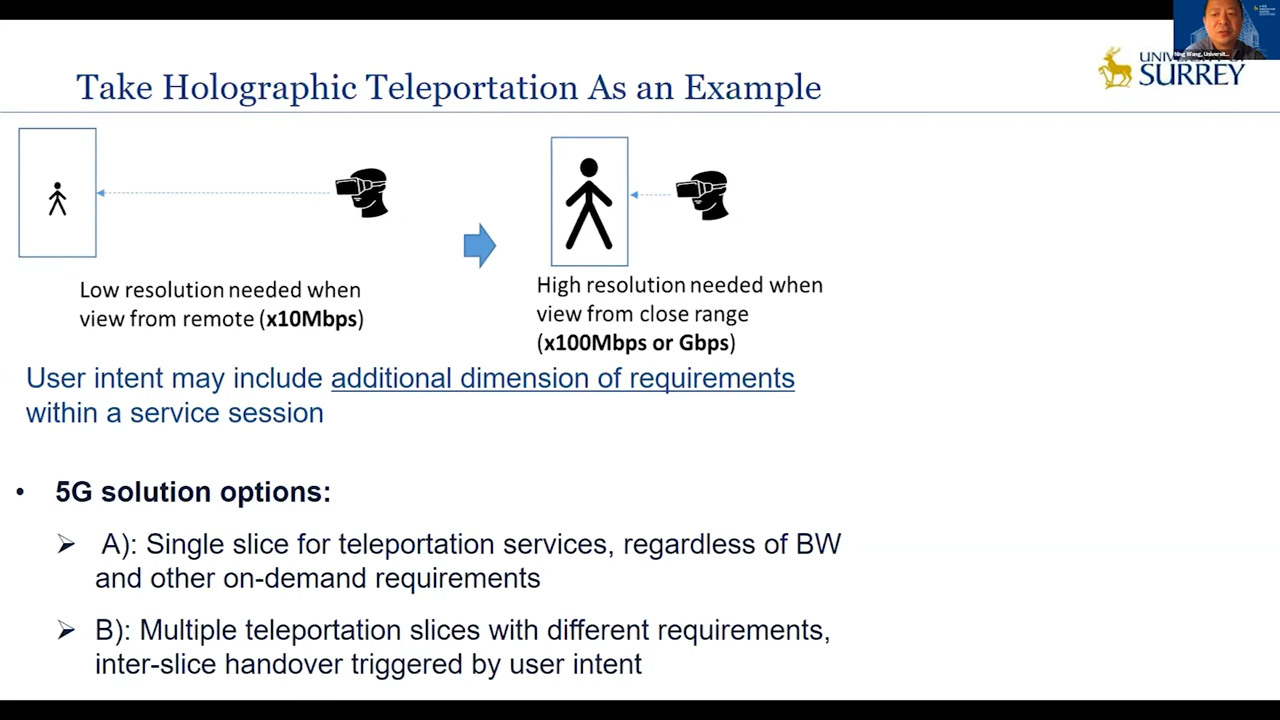 Ning Wang, Universit...
UNIVERSITY OF
SURREY
Take Holographic Teleportation As an Example
Low resolution needed when
view from remote (x10Mbps)
High resolution needed when
view from close range
(x100Mbps or Gbps)
User intent may include additional dimension of requirements
within a service session
• 5G solution options:
➢ A): Single slice for teleportation services, regardless of BW
and other on-demand requirements
➢ B): Multiple teleportation slices with different requirements,
inter-slice handover triggered by user intent